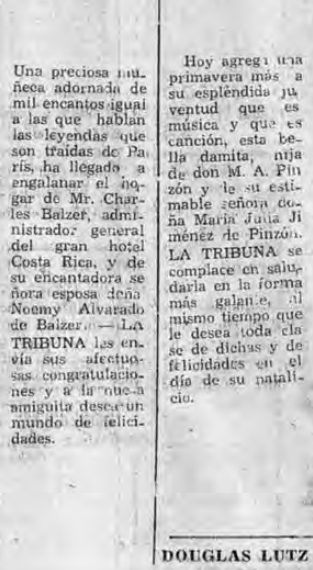 Una preciosa mu-
ñeca adornada de
mil encantos igual
a las que hablan
las leyendas que
son traídas de Pa
rís, ha llegado a
engalanar el ho-
gar de Mr. Char-
les Balzer, admi-
nistrador general
del gran hotel
Costa Rica, y de
su encantadora se
ñora esposa doña
Noemy Alvarado
de Balzer. — LA
TRIBUNA les en-
vía sus afectuo-
sas congratulacio-
nes y a la nueva
amiguita desea un
mundo de felici-
dades.
Hoy agrega una
primavera más a
su espléndida ju
ventud que es
música y que es
canción, esta be-
lla damita, hija
de don M. A. Pin
zón y de su esti-
mable señora do-
ña María Julia Ji
ménez de Pinzón.
LA TRIBUNA se
complace en salu-
darla en la forma
más galante, al
mismo tiempo que
le desea toda cla
se de dichas y de
felicidades en el
día de su natali-
cio.
DOUGLAS LUTZ